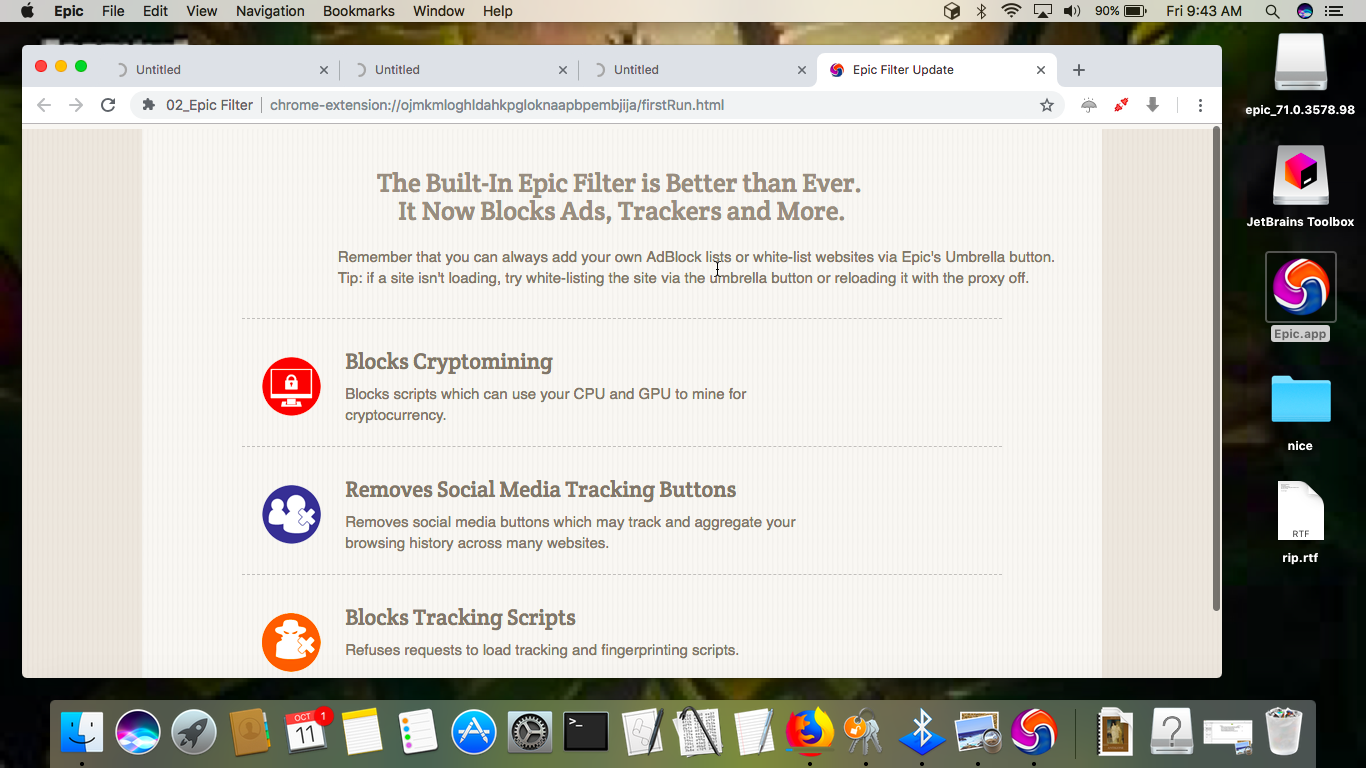 Epic File Edit View Navigation Bookmarks Window Help 90% Fri 9:43 AM
Untitled Untitled Untitled Epic Filter Update
02_Epic Filter chrome-extension://ojmkmloghldahkpgloknaapbpembjija/firstRun.html
The Built-In Epic Filter is Better than Ever.
It Now Blocks Ads, Trackers and More.
Remember that you can always add your own AdBlock lists or white-list websites via Epic's Umbrella button.
Tip: if a site isn't loading, try white-listing the site via the umbrella button or reloading it with the proxy off.
Blocks Cryptomining
Blocks scripts which can use your CPU and GPU to mine for
cryptocurrency.
Removes Social Media Tracking Buttons
Removes social media buttons which may track and aggregate your
browsing history across many websites.
Blocks Tracking Scripts
Refuses requests to load tracking and fingerprinting scripts.
epic_71.0.3578.98
JetBrains Toolbox
Epic.app
nice
RTF
rip.rtf
OCT 1
11
>_
?